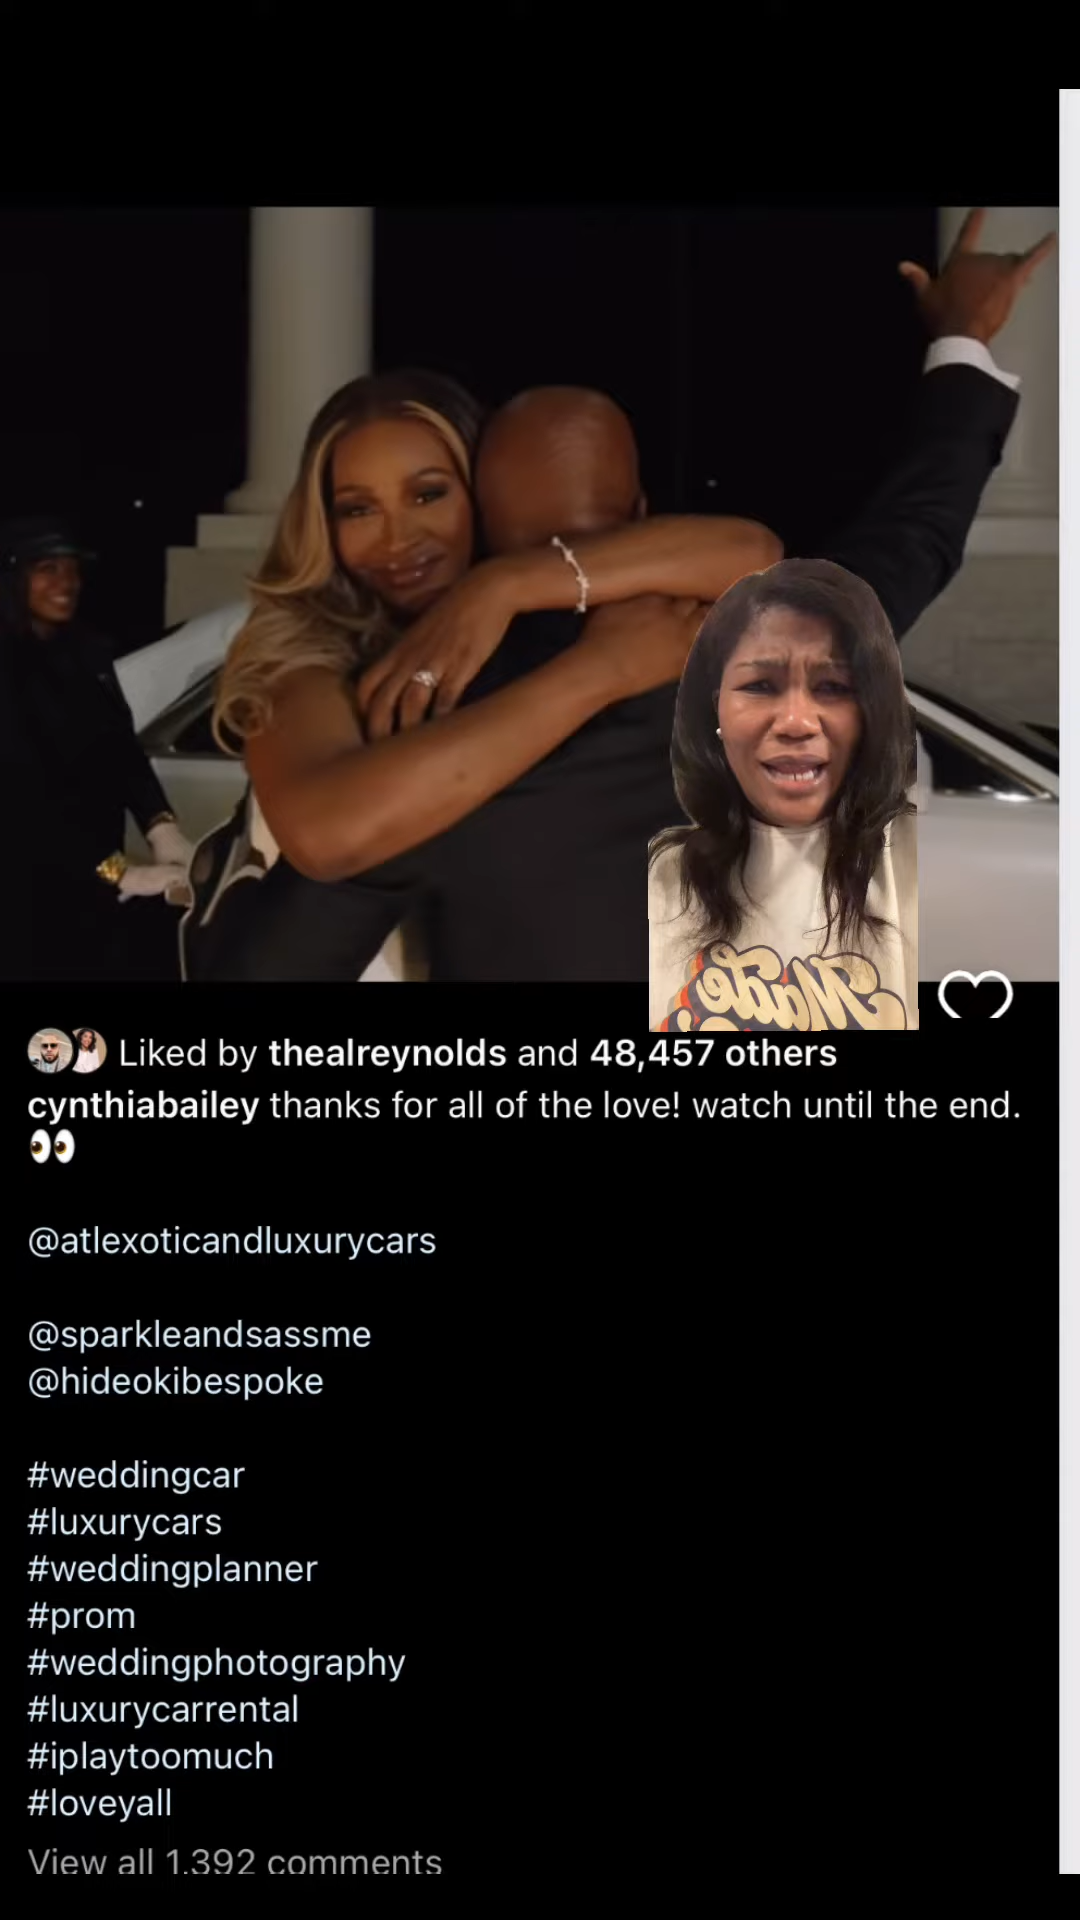 Made
Liked by thealreynolds and 48,457 others
cynthiabailey thanks for all of the love! watch until the end.
👀
@atlexoticandluxurycars
@sparkleandsassme
@hideokibespoke
#weddingcar
#luxurycars
#weddingplanner
#prom
#weddingphotography
#luxurycarrental
#iplaytoomuch
#loveyall
View all 1,392 comments